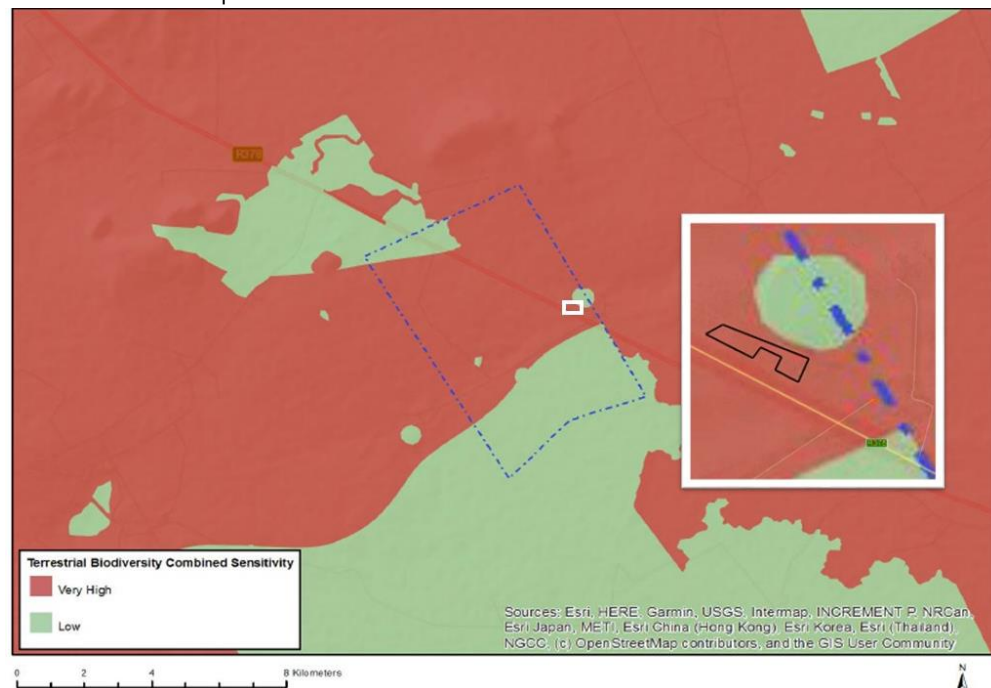 Terrestrial Biodiversity Combined Sensitivity
Very High
Low
Sources: Esri, HERE, Garmin, USGS, Intermap, INCREMENT P, NRCan,
Esri Japan, METI, Esri China (Hong Kong), Esri Korea, Esri (Thailand),
NGCC, (c) OpenStreetMap contributors, and the GIS User Community
0 2 4 8 Kilometers
N